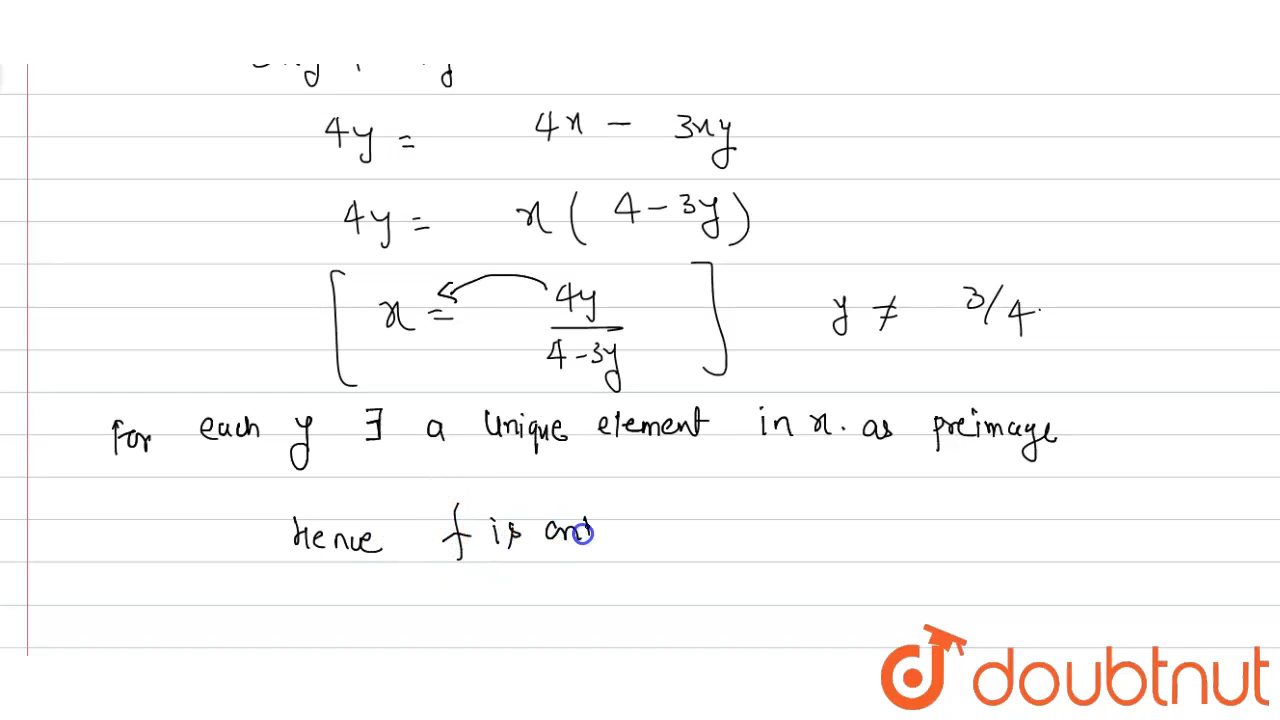 4y = 4x - 3xy
4y = x ( 4 - 3y )
[ x = 4y / 4 - 3y ] y ≠ 3/4.
For each y ∃ a unique element in x. as preimage
Hence f is ont
doubtnut